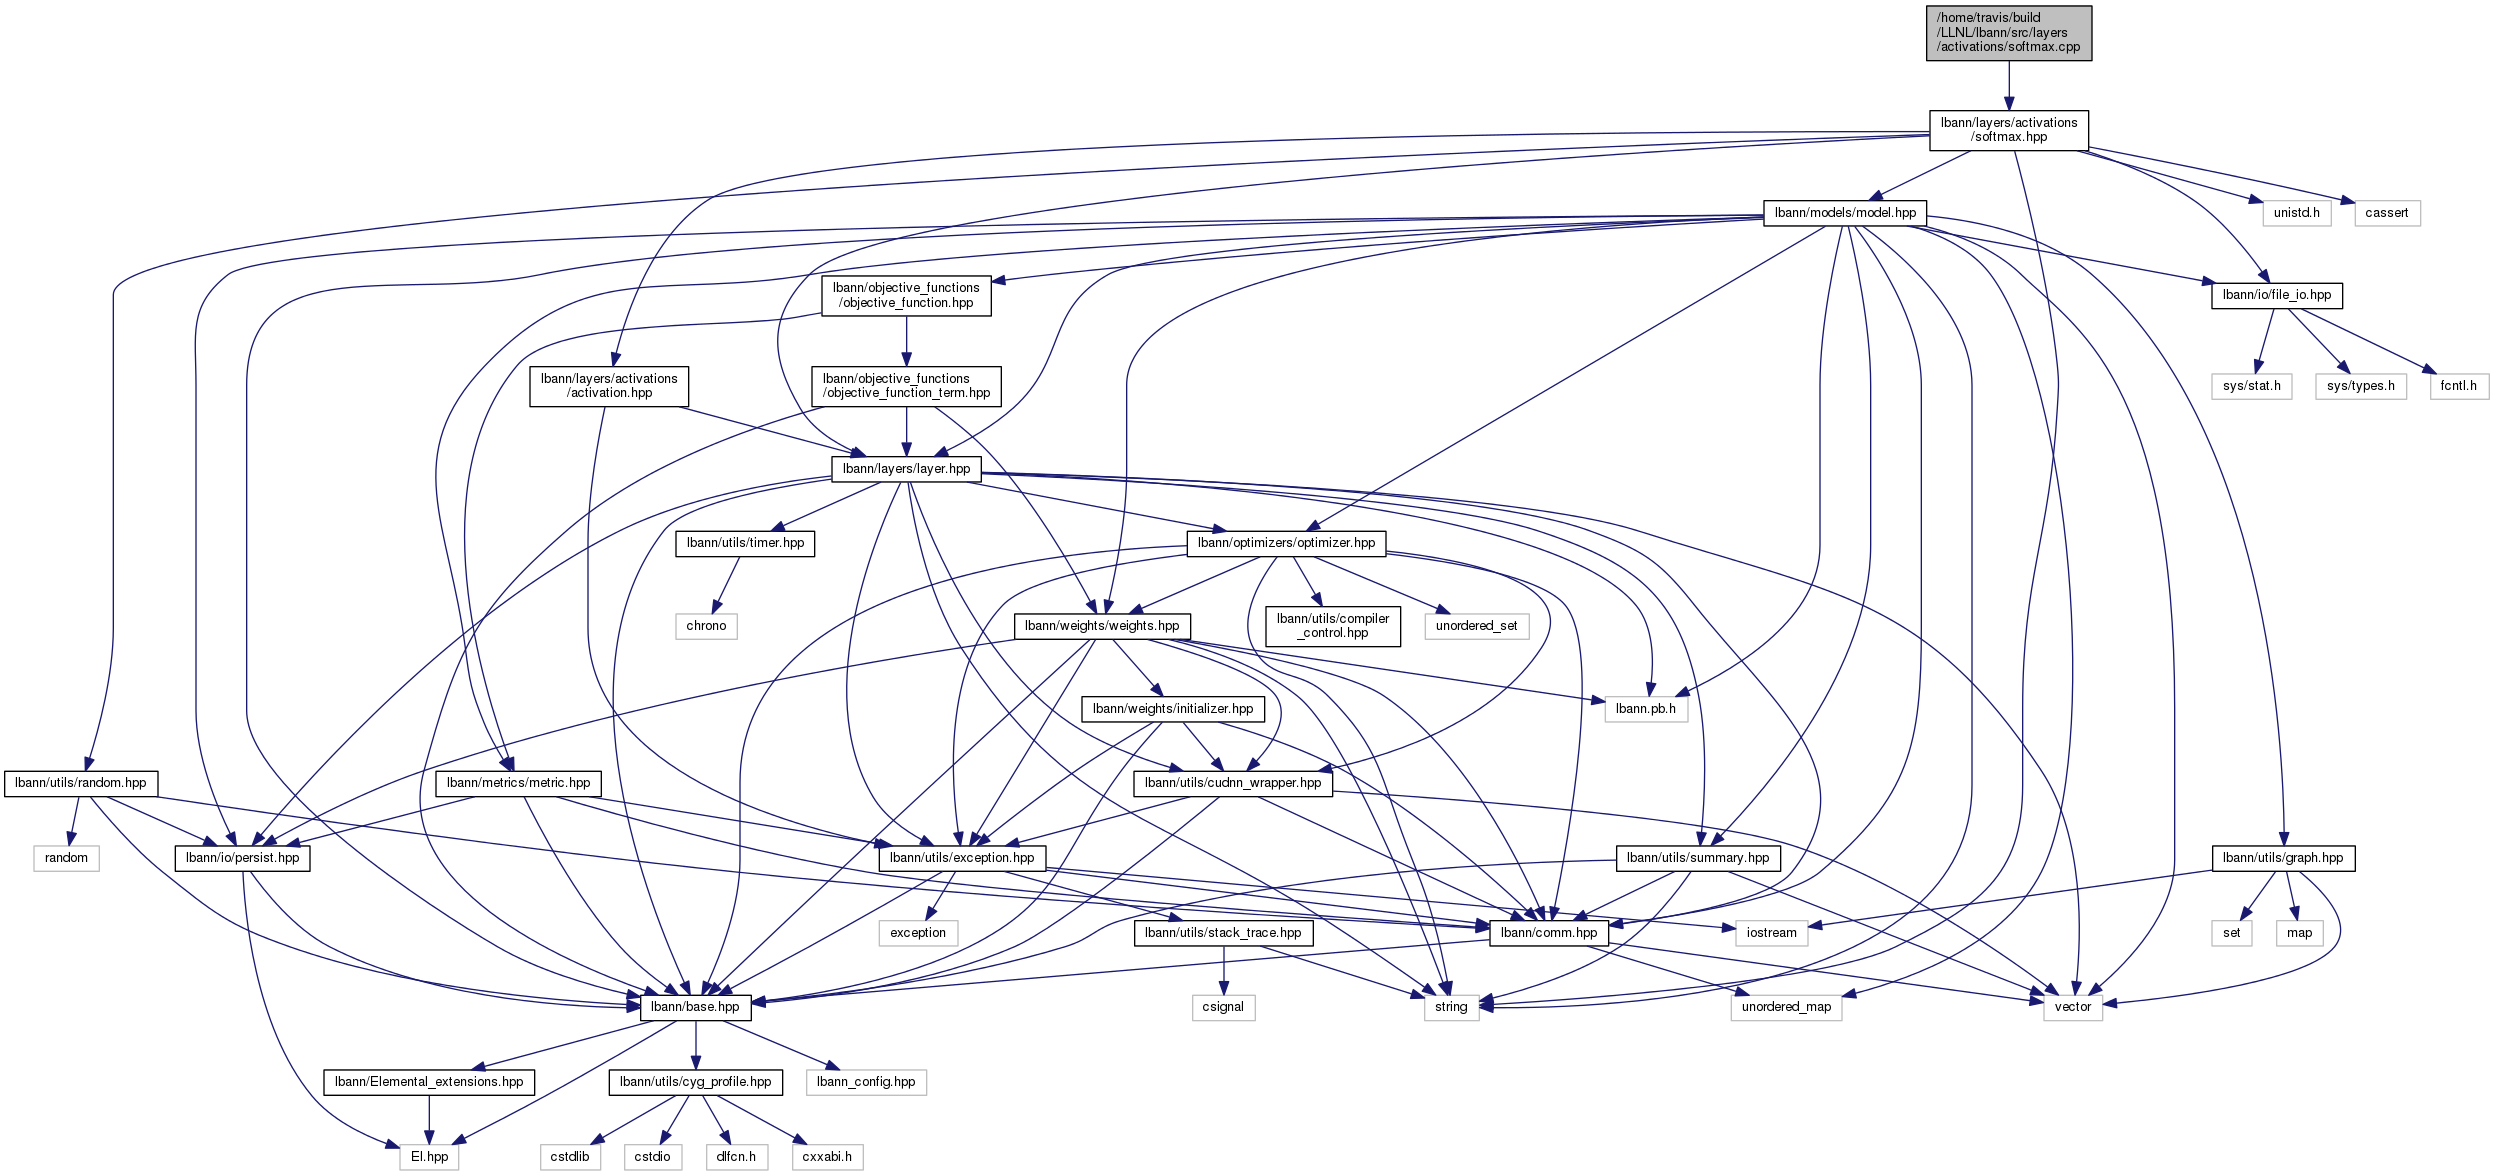 /home/travis/build
/LLNL/lbann/src/layers
/activations/softmax.cpp
lbann/layers/activations
/softmax.hpp
lbann/models/model.hpp
unistd.h
cassert
lbann/objective_functions
/objective_function.hpp
lbann/io/file_io.hpp
lbann/layers/activations
/activation.hpp
lbann/objective_functions
/objective_function_term.hpp
sys/stat.h
sys/types.h
fcntl.h
lbann/layers/layer.hpp
lbann/utils/timer.hpp
lbann/optimizers/optimizer.hpp
chrono
lbann/weights/weights.hpp
lbann/utils/compiler
_control.hpp
unordered_set
lbann/weights/initializer.hpp
lbann.pb.h
lbann/utils/random.hpp
lbann/metrics/metric.hpp
lbann/utils/cudnn_wrapper.hpp
random
lbann/io/persist.hpp
lbann/utils/exception.hpp
lbann/utils/summary.hpp
lbann/utils/graph.hpp
exception
lbann/utils/stack_trace.hpp
lbann/comm.hpp
iostream
set
map
lbann/base.hpp
csignal
string
unordered_map
vector
lbann/Elemental_extensions.hpp
lbann/utils/cyg_profile.hpp
lbann_config.hpp
El.hpp
cstdlib
cstdio
dlfcn.h
cxxabi.h